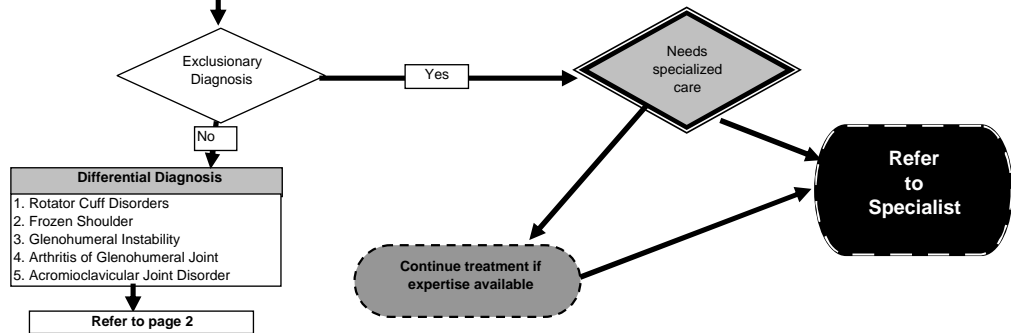 Exclusionary
Diagnosis
Yes
Needs
specialized
care
No
Refer
to
Specialist
Differential Diagnosis
1. Rotator Cuff Disorders
2. Frozen Shoulder
3. Glenohumeral Instability
4. Arthritis of Glenohumeral Joint
5. Acromioclavicular Joint Disorder
Continue treatment if
expertise available
Refer to page 2